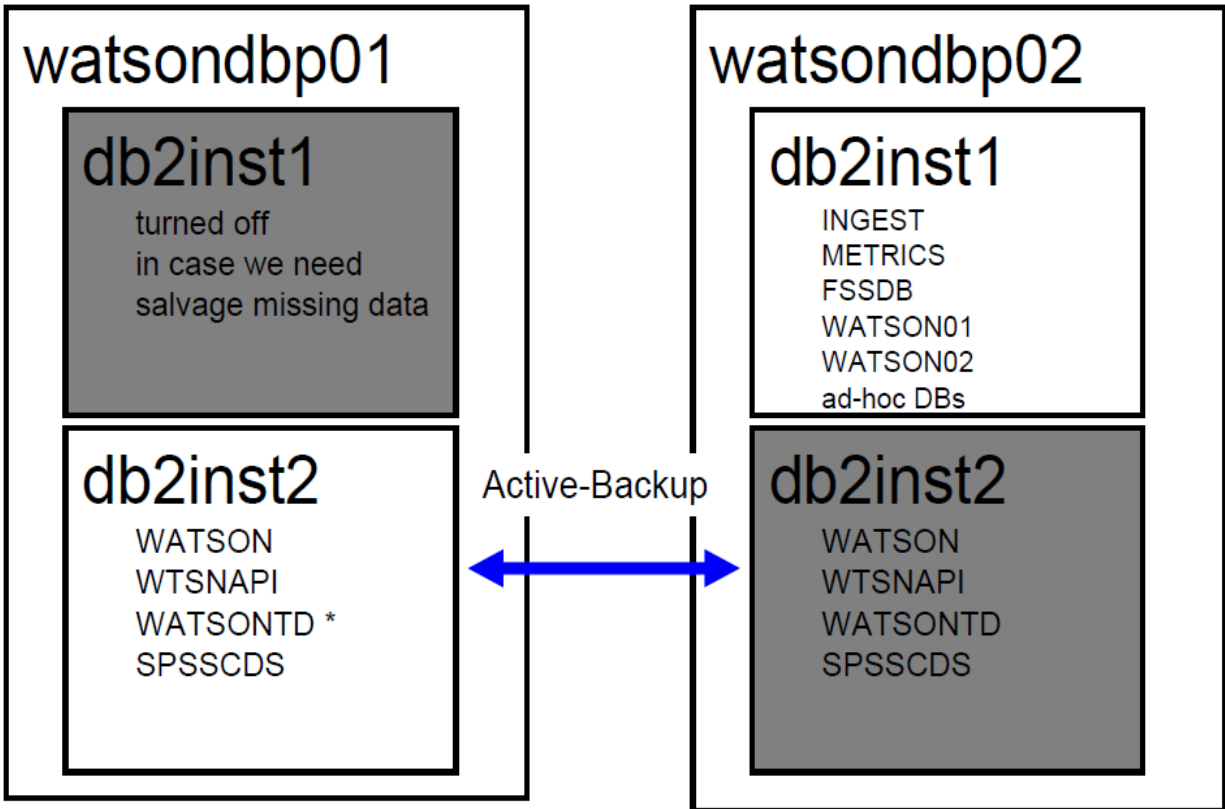 watsondbp01
db2inst1
turned off
in case we need
salvage missing data
db2inst2
WATSON
WTSNAPI
WATSONTD *
SPSSCDS
Active-Backup
watsondbp02
db2inst1
INGEST
METRICS
FSSDB
WATSON01
WATSON02
ad-hoc DBs
db2inst2
WATSON
WTSNAPI
WATSONTD
SPSSCDS